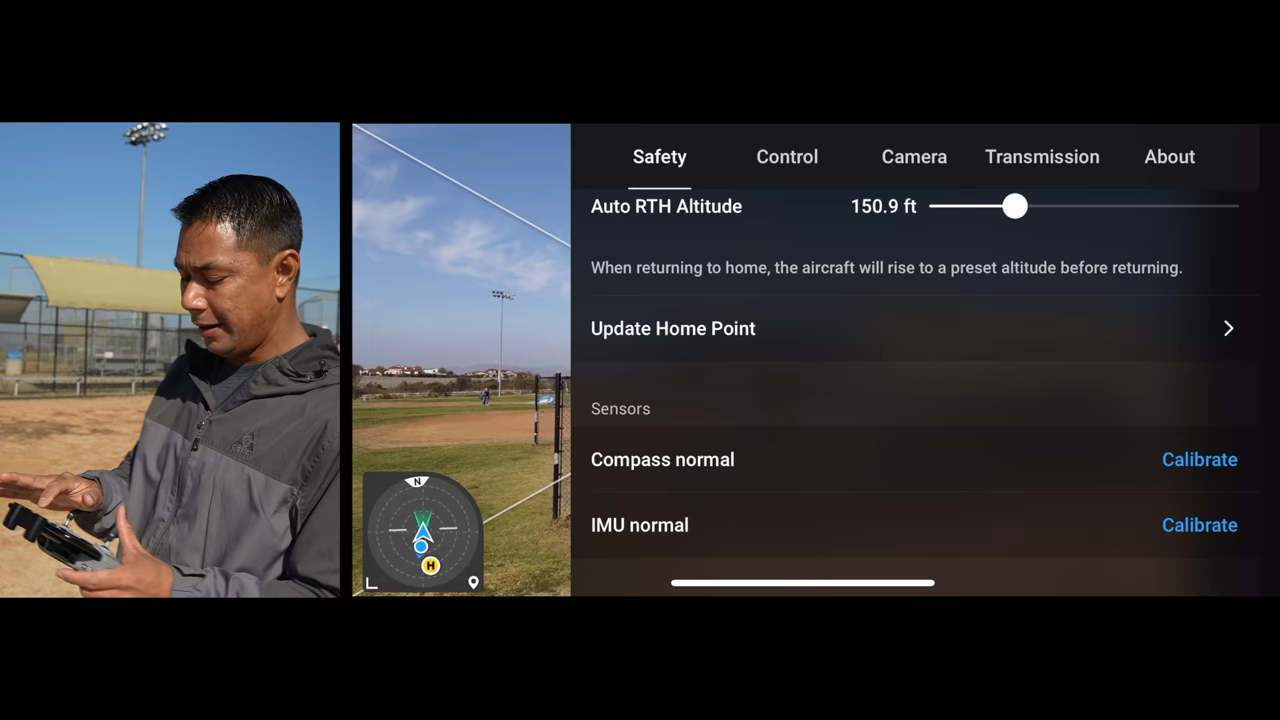 Safety Control Camera Transmission About
Auto RTH Altitude 150.9 ft
When returning to home, the aircraft will rise to a preset altitude before returning.
Update Home Point
Sensors
Compass normal Calibrate
IMU normal Calibrate
N
H